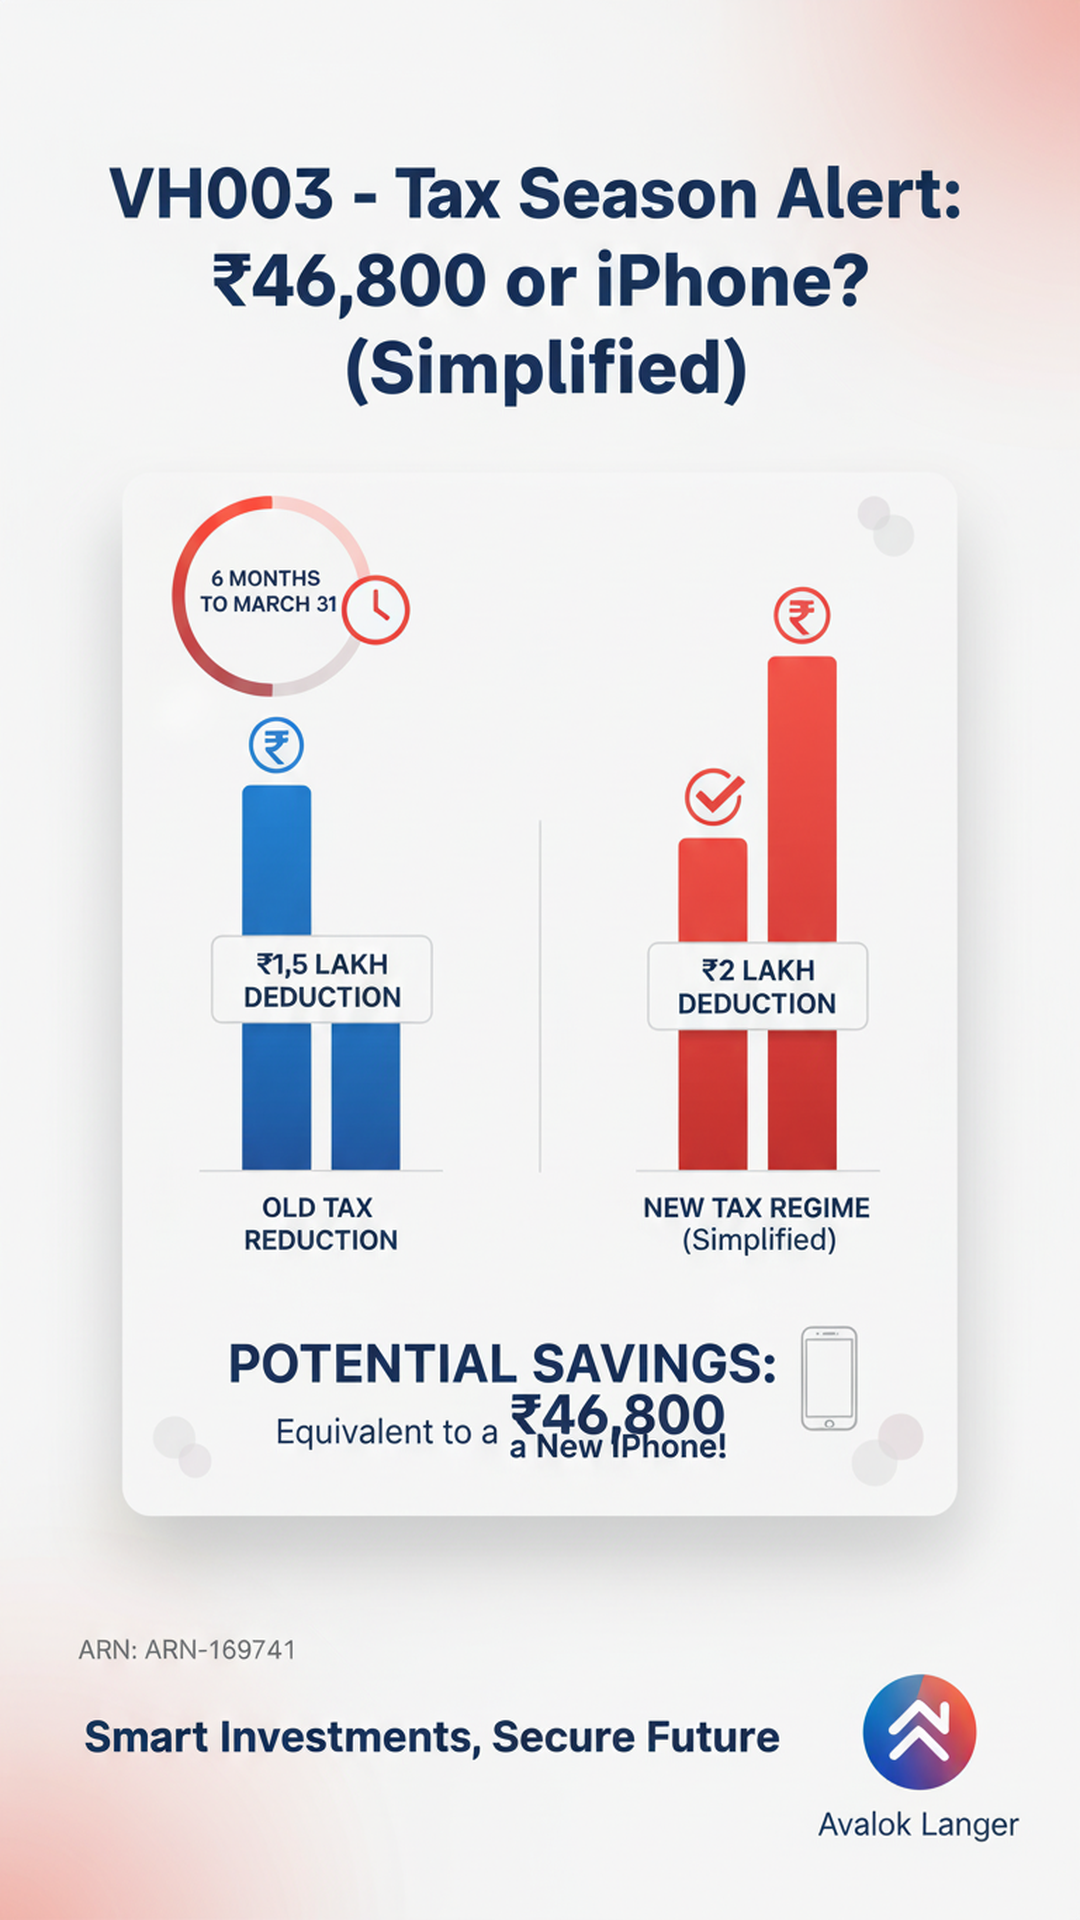 VH003 - Tax Season Alert:
₹46,800 or iPhone?
(Simplified)
6 MONTHS
TO MARCH 31
₹
₹
₹1,5 LAKH
DEDUCTION
₹2 LAKH
DEDUCTION
OLD TAX
REDUCTION
NEW TAX REGIME
(Simplified)
POTENTIAL SAVINGS:
₹46,800
Equivalent to a
a New iPhone!
ARN: ARN-169741
Smart Investments, Secure Future
Avalok Langer